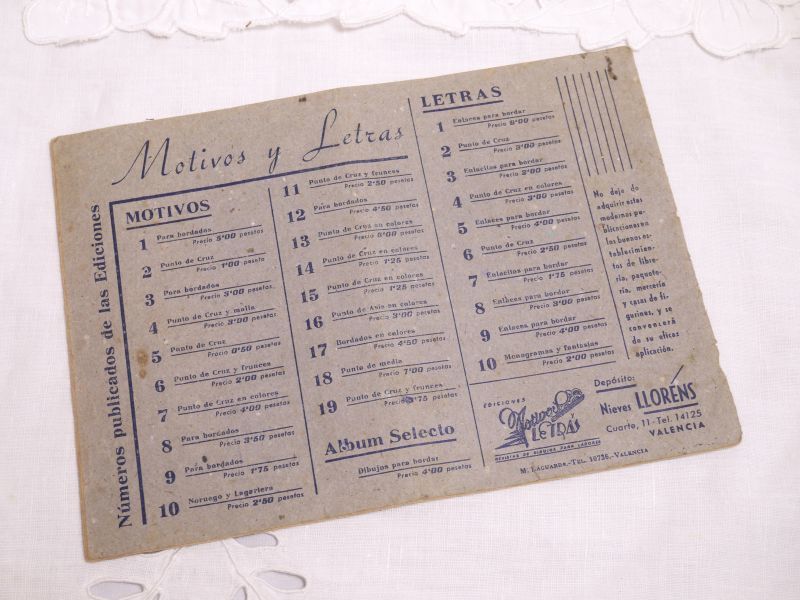 Números publicados de las Ediciones
Motivos y Letras
MOTIVOS
1 Para bordados
Precio 5'00 pesetas
2 Punto de Cruz
Precio 1'00 pesetas
3 Para bordados
Precio 5'00 pesetas
4 Punto de Cruz y malla
Precio 3'00 pesetas
5 Punto de Cruz
Precio 0'50 pesetas
6 Punto de Cruz y frunces
Precio 2'00 pesetas
7 Punto de Cruz en colores
Precio 4'00 pesetas
8 Para bordados
Precio 3'50 pesetas
9 Para bordados
Precio 1'75 pesetas
10 Noruego y Lagartera
Precio 2'50 pesetas
11 Punto de Cruz y frunces
Precio 2'50 pesetas
12 Para bordados
Precio 4'50 pesetas
13 Punto de Cruz en colores
Precio 6'00 pesetas
14 Punto de Cruz en colores
Precio 1'25 pesetas
15 Punto de Cruz en colores
Precio 1'25 pesetas
16 Punto de Asis en colores
Precio 3'00 pesetas
17 Bordados en colores
Precio 4'50 pesetas
18 Punto de media
Precio 7'00 pesetas
19 Punto de Cruz y frunces
Precio 3'75 pesetas
Album Selecto
Dibujos para bordar
Precio 4'00 pesetas
LETRAS
1 Enlaces para bordar
Precio 6'00 pesetas
2 Punto de Cruz
Precio 3'00 pesetas
3 Enlacitos para bordar
Precio 3'00 pesetas
4 Punto de Cruz en colores
Precio 3'00 pesetas
5 Enlaces para bordar
Precio 4'00 pesetas
6 Punto de Cruz
Precio 2'50 pesetas
7 Enlacitos para bordar
Precio 1'75 pesetas
8 Enlaces para bordar
Precio 3'00 pesetas
9 Enlaces para bordar
Precio 4'00 pesetas
10 Monogramas y fantasías
Precio 2'00 pesetas
No deje de
adquirir estas
modernas pu-
blicaciones en
los buenos es-
tablecimien-
tos de libre-
ría, paquete-
ría, mercería
y casas de fi-
gurines, y se
convencerá
de su eficaz
aplicación.
EDICIONES
Motivos y
LeTRAS
REVISTAS DE DIBUJOS PARA LABORES
Depósito:
Nieves LLORÉNS
Cuarte, 11 - Tel. 14125
VALENCIA
M. LAGUARDA.-TEL. 10726.-VALENCIA